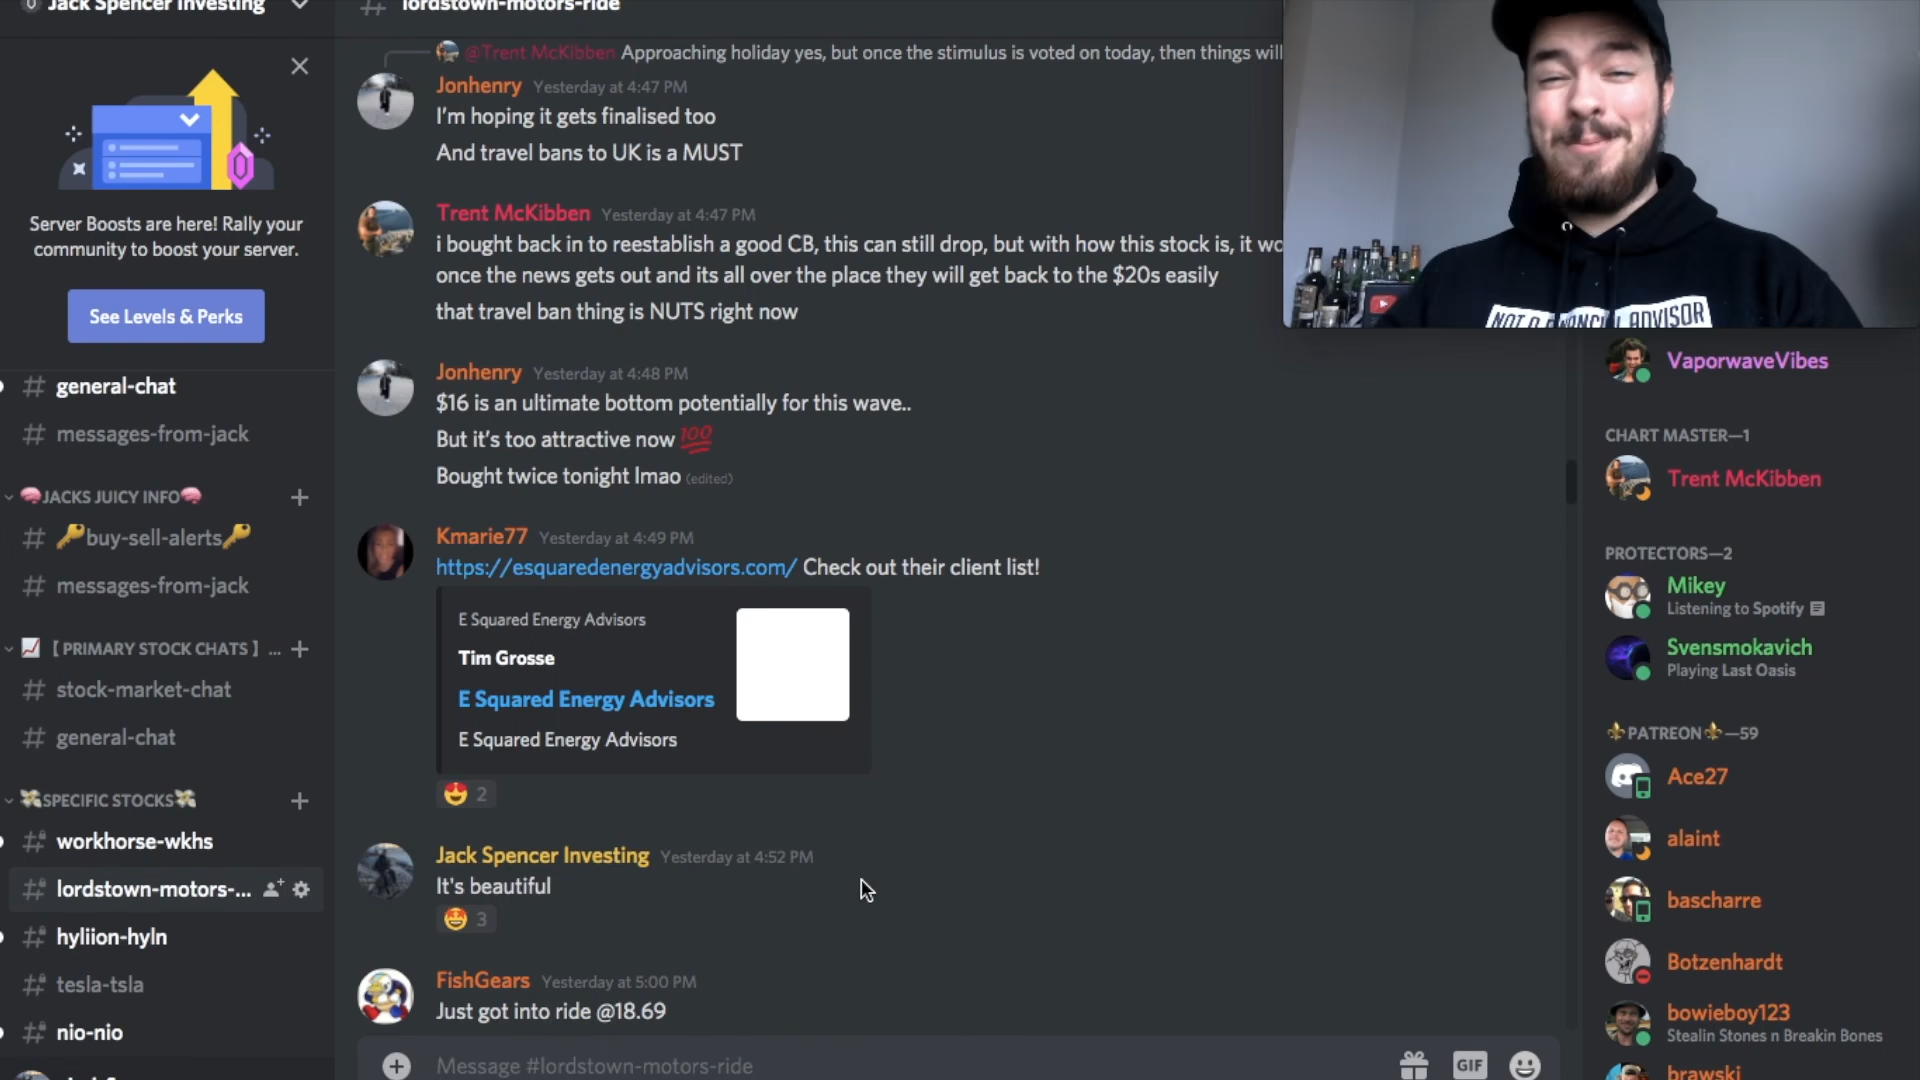 Jack Spencer Investing
Server Boosts are here! Rally your
community to boost your server.
See Levels & Perks
# general-chat
# messages-from-jack
🧠JACKS JUICY INFO🧠 +
# 🔑buy-sell-alerts🔑
# messages-from-jack
📈 [ PRIMARY STOCK CHATS ] ... +
# stock-market-chat
# general-chat
💸SPECIFIC STOCKS💸 +
# workhorse-wkhs
# lordstown-motors-...
# hyliion-hyln
# tesla-tsla
# nio-nio
# lordstown-motors-ride
@Trent McKibben Approaching holiday yes, but once the stimulus is voted on today, then things will
Jonhenry Yesterday at 4:47 PM
I'm hoping it gets finalised too
And travel bans to UK is a MUST
Trent McKibben Yesterday at 4:47 PM
i bought back in to reestablish a good CB, this can still drop, but with how this stock is, it wo
once the news gets out and its all over the place they will get back to the $20s easily
that travel ban thing is NUTS right now
Jonhenry Yesterday at 4:48 PM
$16 is an ultimate bottom potentially for this wave..
But it's too attractive now 💯
Bought twice tonight lmao (edited)
Kmarie77 Yesterday at 4:49 PM
https://esquaredenergyadvisors.com/ Check out their client list!
E Squared Energy Advisors
Tim Grosse
E Squared Energy Advisors
E Squared Energy Advisors
😍 2
Jack Spencer Investing Yesterday at 4:52 PM
It's beautiful
🤩 3
FishGears Yesterday at 5:00 PM
Just got into ride @18.69
Message #lordstown-motors-ride
GIF
ADVISOR
VaporwaveVibes
CHART MASTER—1
Trent McKibben
PROTECTORS—2
Mikey
Listening to Spotify
Svensmokavich
Playing Last Oasis
⚜PATREON⚜—59
Ace27
alaint
bascharre
Botzenhardt
bowieboy123
Stealin Stones n Breakin Bones
brawski